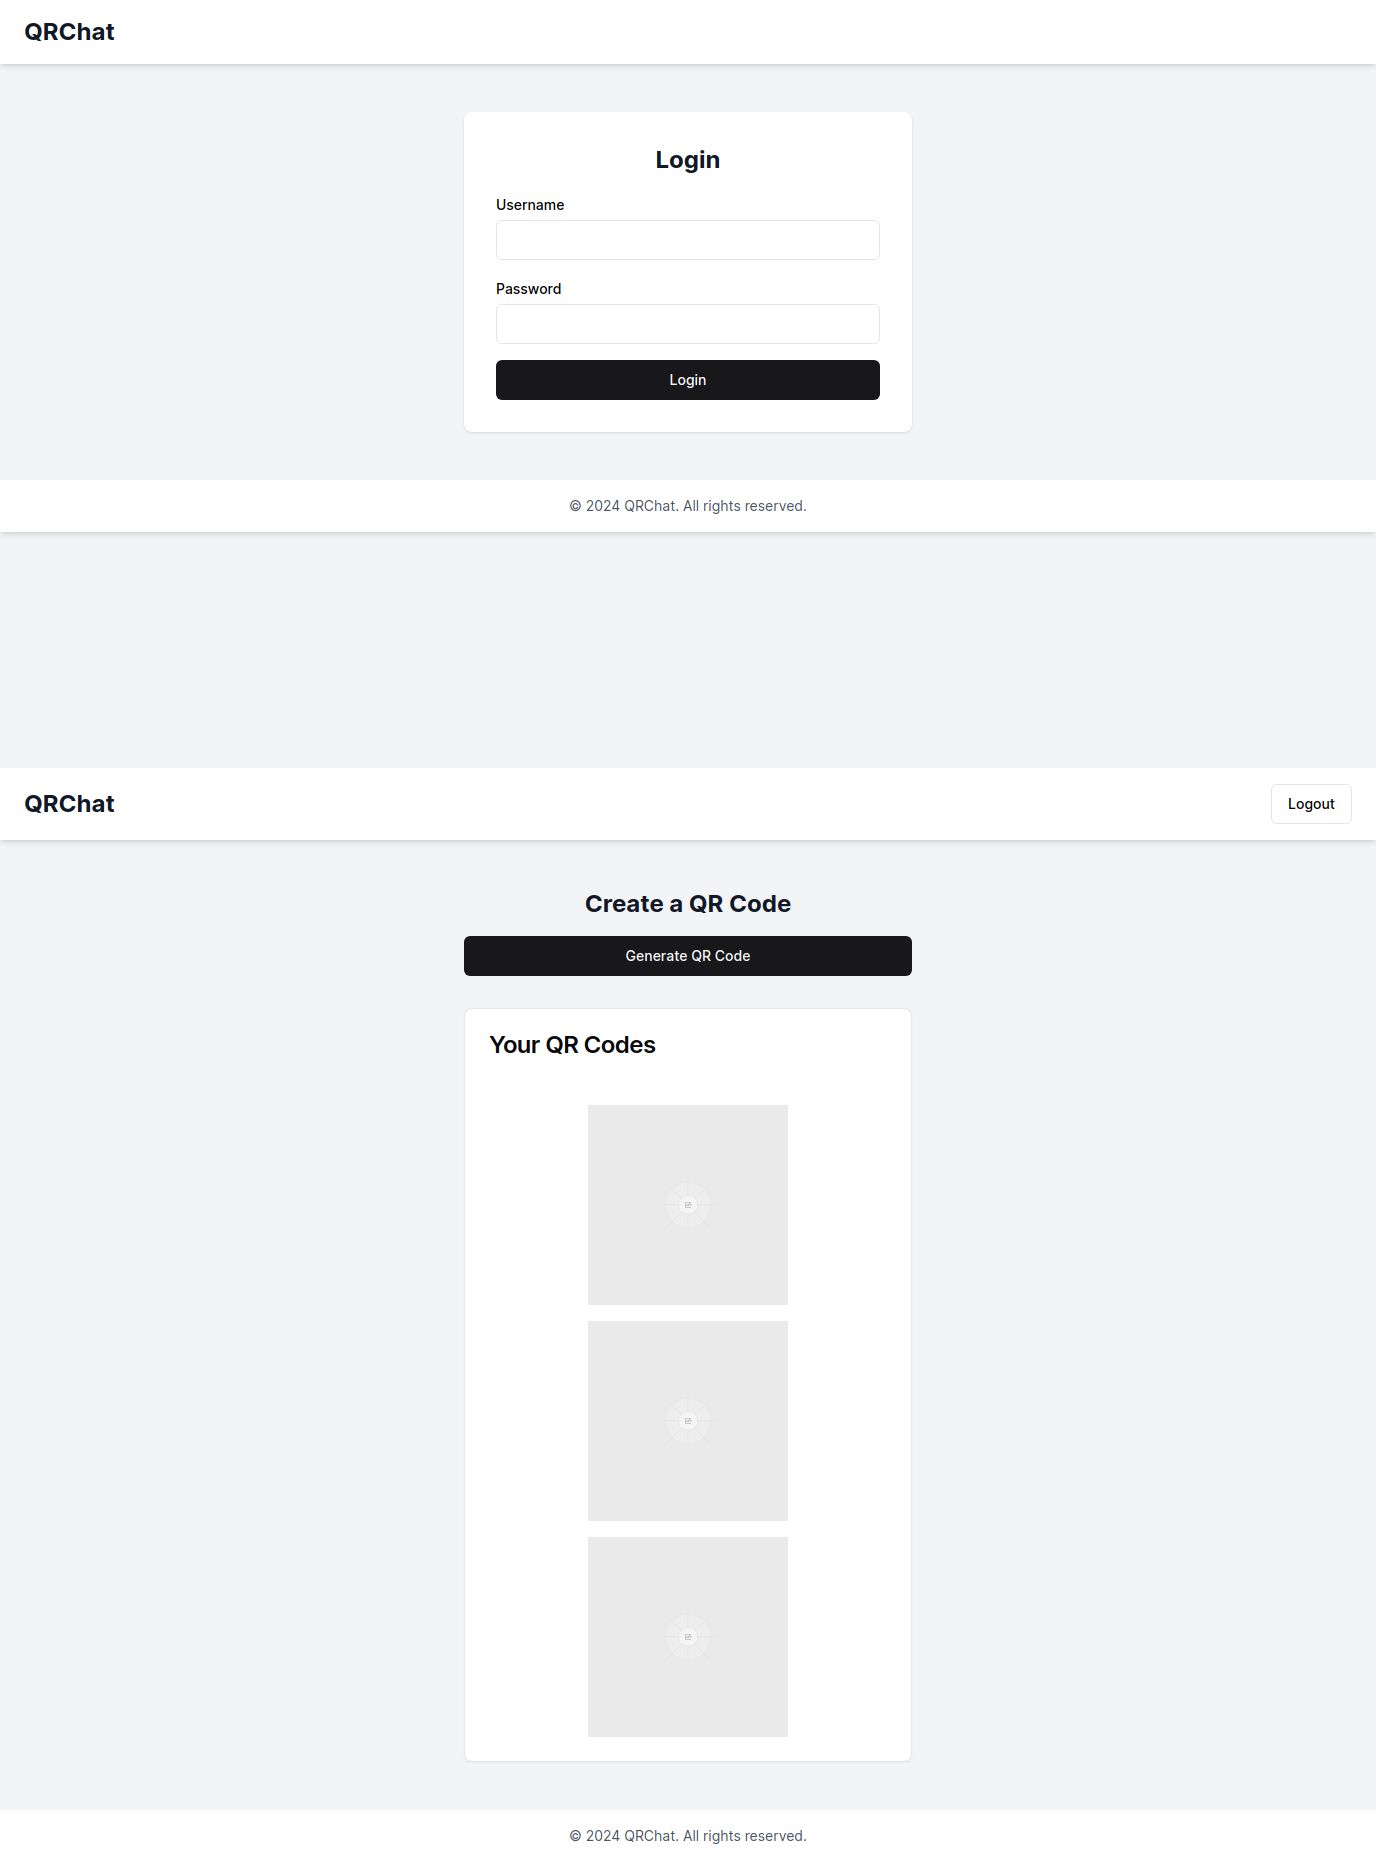 QRChat
Login
Username
Password
Login
© 2024 QRChat. All rights reserved.
QRChat
Logout
Create a QR Code
Generate QR Code
Your QR Codes
© 2024 QRChat. All rights reserved.